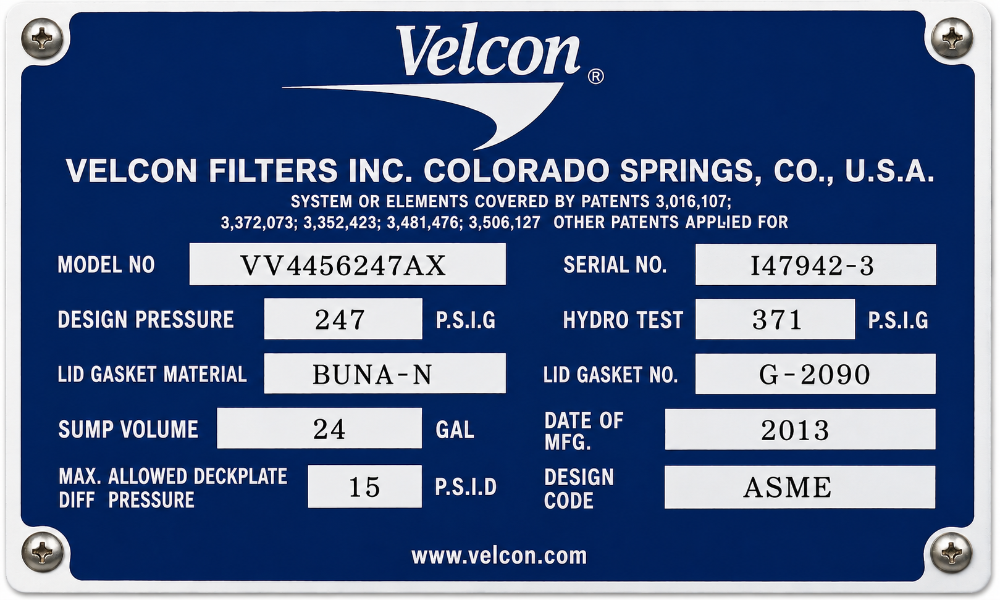 Velcon®
VELCON FILTERS INC. COLORADO SPRINGS, CO., U.S.A.
SYSTEM OR ELEMENTS COVERED BY PATENTS 3,016,107;
3,372,073; 3,352,423; 3,481,476; 3,506,127 OTHER PATENTS APPLIED FOR
MODEL NO VV4456247AX SERIAL NO. I47942-3
DESIGN PRESSURE 247 P.S.I.G HYDRO TEST 371 P.S.I.G
LID GASKET MATERIAL BUNA-N LID GASKET NO. G-2090
SUMP VOLUME 24 GAL DATE OF MFG. 2013
MAX. ALLOWED DECKPLATE DIFF PRESSURE 15 P.S.I.D DESIGN CODE ASME
www.velcon.com